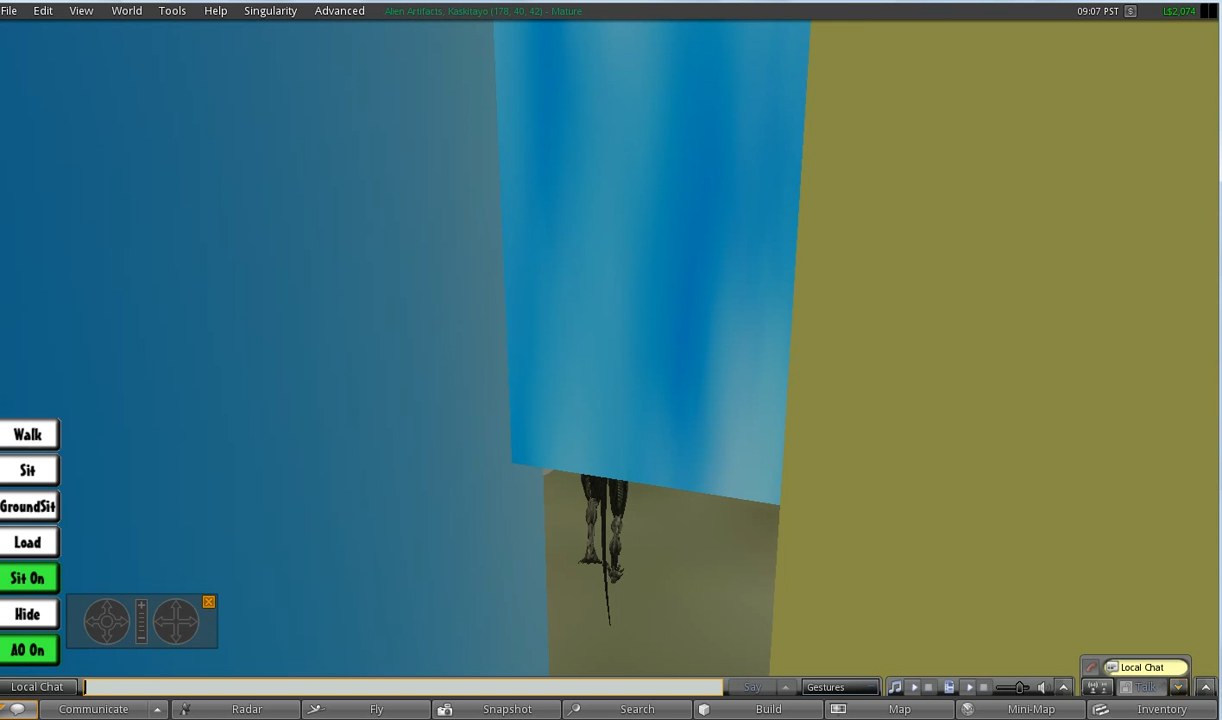 File Edit View World Tools Help Singularity Advanced Alien Artifacts, Kaskitayo (178, 40, 42) - Mature 09:07 PST S L$2,074
Walk
Sit
GroundSit
Load
Sit On
Hide
AO On
Local Chat
Local Chat Say Gestures Talk
Communicate Radar Fly Snapshot Search Build Map Mini-Map Inventory